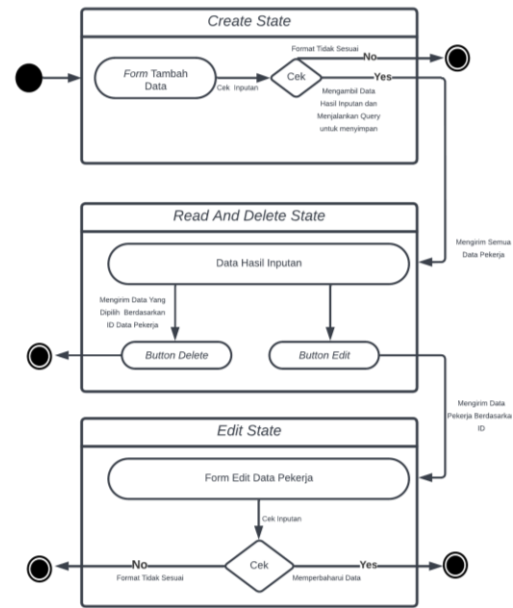 Create State
Format Tidak Sesuai
No
Form Tambah
Data
Cek Inputan
Cek
Yes
Mengambil Data
Hasil Inputan dan
Menjalankan Query
untuk menyimpan
Read And Delete State
Mengirim Semua
Data Pekerja
Data Hasil Inputan
Mengirim Data Yang
Dipilih Berdasarkan
ID Data Pekerja
Button Delete
Button Edit
Mengirim Data
Pekerja Berdasarka
ID
Edit State
Form Edit Data Pekerja
Cek Inputan
No
Cek
Yes
Format Tidak Sesuai
Memperbaharui Data